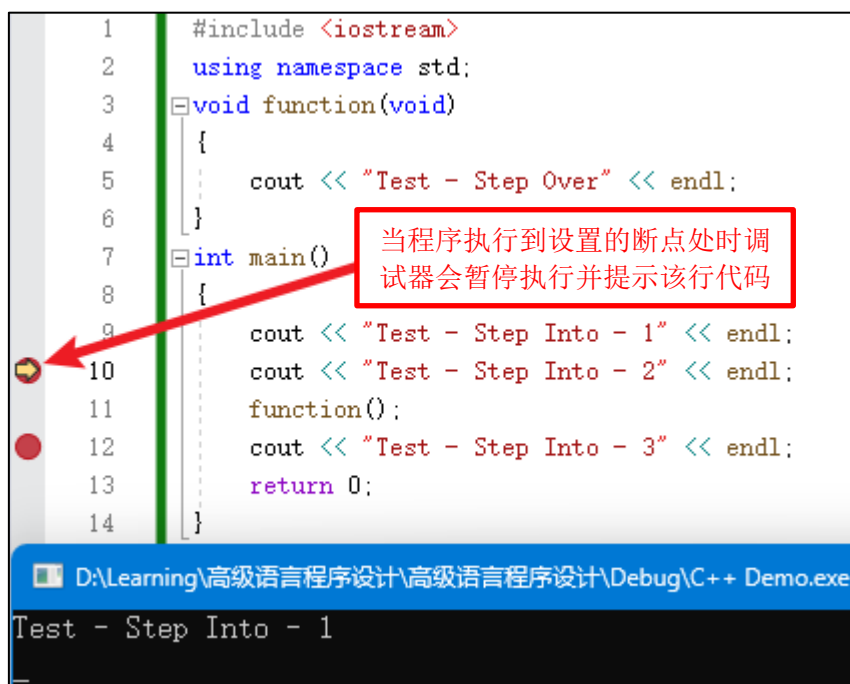 1 #include <iostream>
2 using namespace std;
3 void function(void)
4 {
5 cout << "Test - Step Over" << endl;
6 }
当程序执行到设置的断点处时调
试器会暂停执行并提示该行代码
7 int main()
8 {
9 cout << "Test - Step Into - 1" << endl;
10 cout << "Test - Step Into - 2" << endl;
11 function();
12 cout << "Test - Step Into - 3" << endl;
13 return 0;
14 }
D:\Learning\高级语言程序设计\高级语言程序设计\Debug\C++ Demo.exe
Test - Step Into - 1